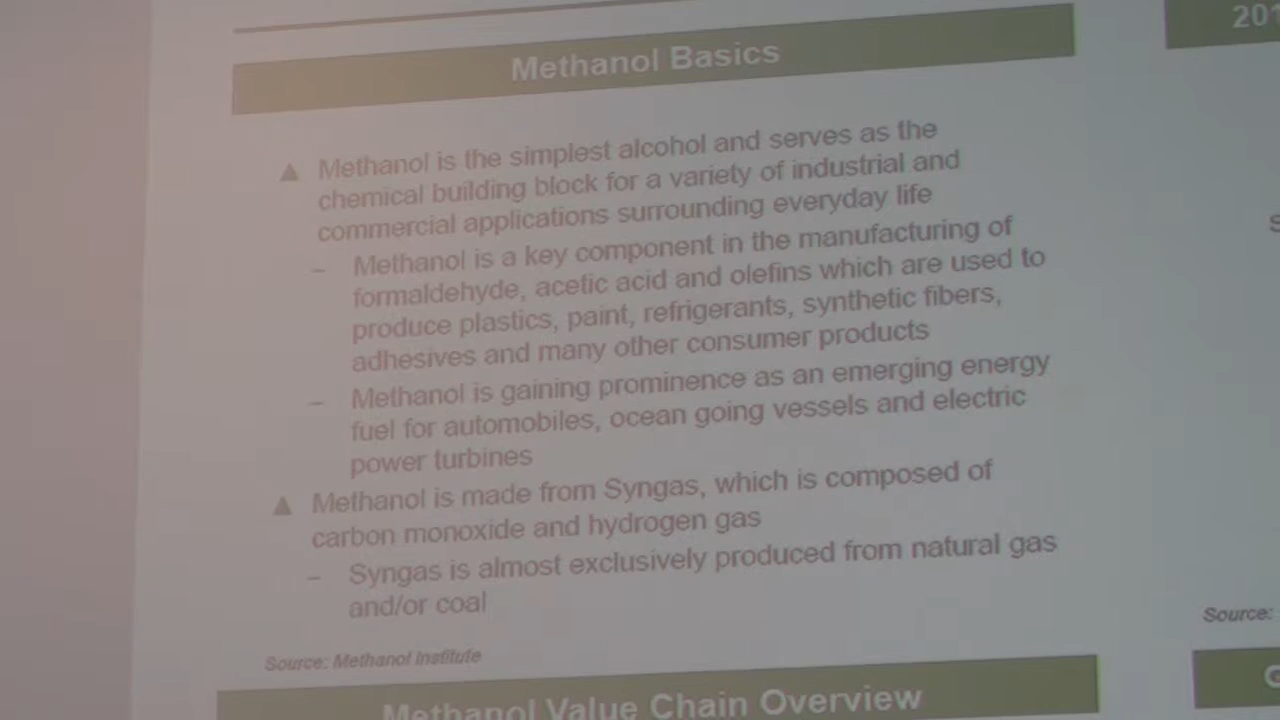 Methanol Basics
201
▲ Methanol is the simplest alcohol and serves as the
chemical building block for a variety of industrial and
commercial applications surrounding everyday life
– Methanol is a key component in the manufacturing of
formaldehyde, acetic acid and olefins which are used to
produce plastics, paint, refrigerants, synthetic fibers,
adhesives and many other consumer products
– Methanol is gaining prominence as an emerging energy
fuel for automobiles, ocean going vessels and electric
power turbines
▲ Methanol is made from Syngas, which is composed of
carbon monoxide and hydrogen gas
– Syngas is almost exclusively produced from natural gas
and/or coal
Source: Methanol Institute
Source:
Methanol Value Chain Overview